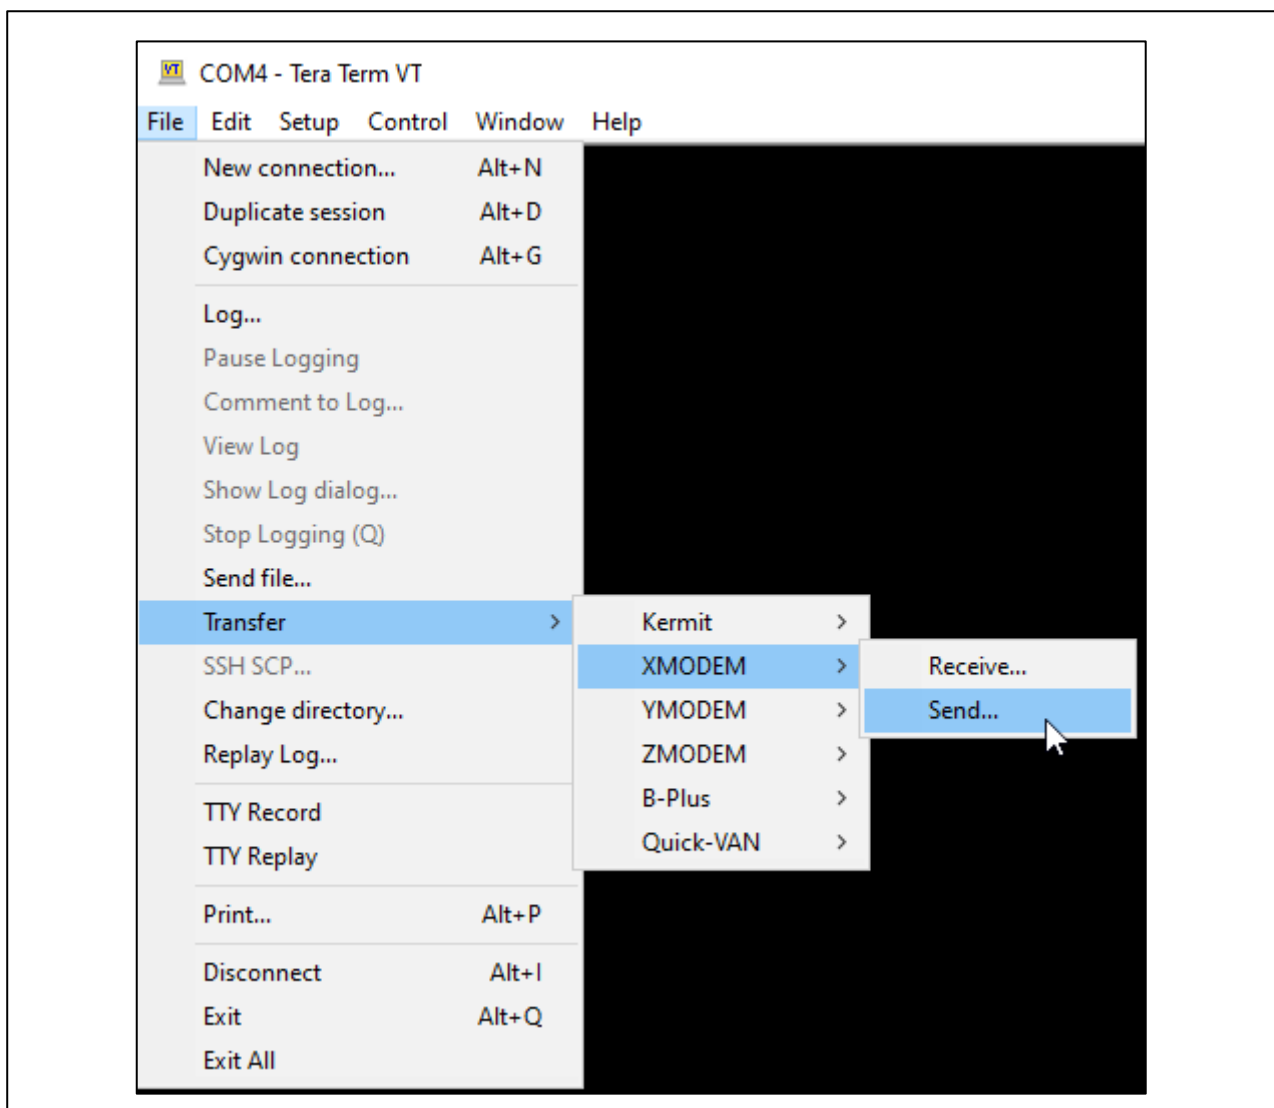 VT COM4 - Tera Term VT
File Edit Setup Control Window Help
New connection... Alt+N
Duplicate session Alt+D
Cygwin connection Alt+G
Log...
Pause Logging
Comment to Log...
View Log
Show Log dialog...
Stop Logging (Q)
Send file...
Transfer > Kermit >
SSH SCP... XMODEM > Receive...
Change directory... YMODEM > Send...
Replay Log... ZMODEM >
B-Plus >
TTY Record
TTY Replay Quick-VAN >
Print... Alt+P
Disconnect Alt+I
Exit Alt+Q
Exit All